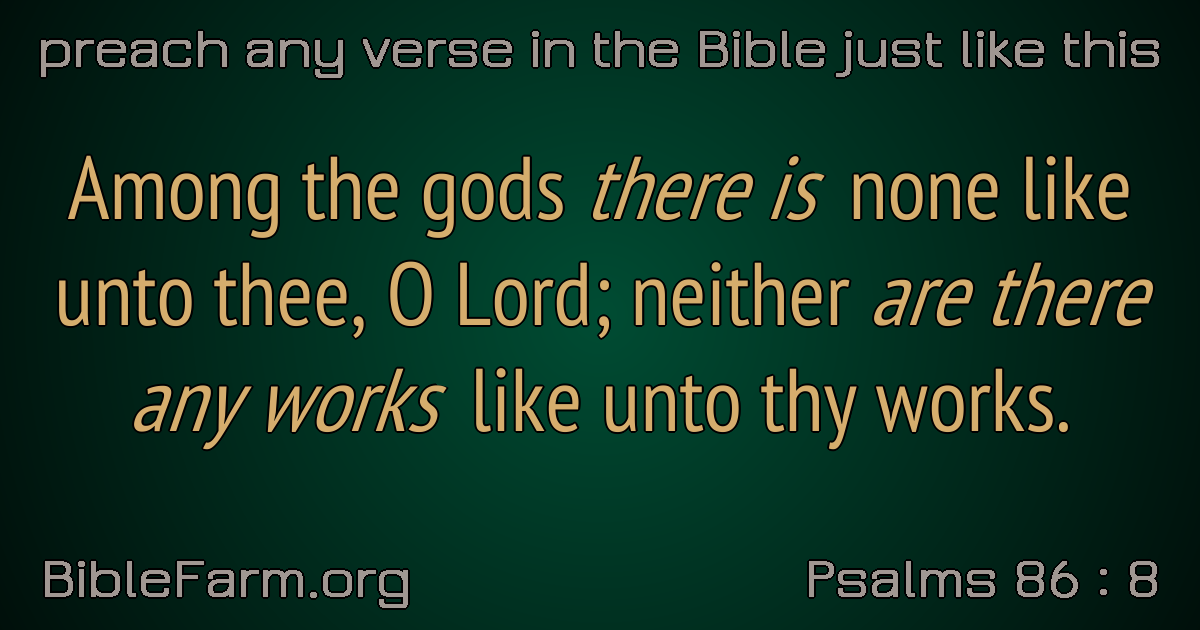 preach any verse in the Bible just like this
Among the gods there is none like
unto thee, O Lord; neither are there
any works like unto thy works.
BibleFarm.org
Psalms 86 : 8